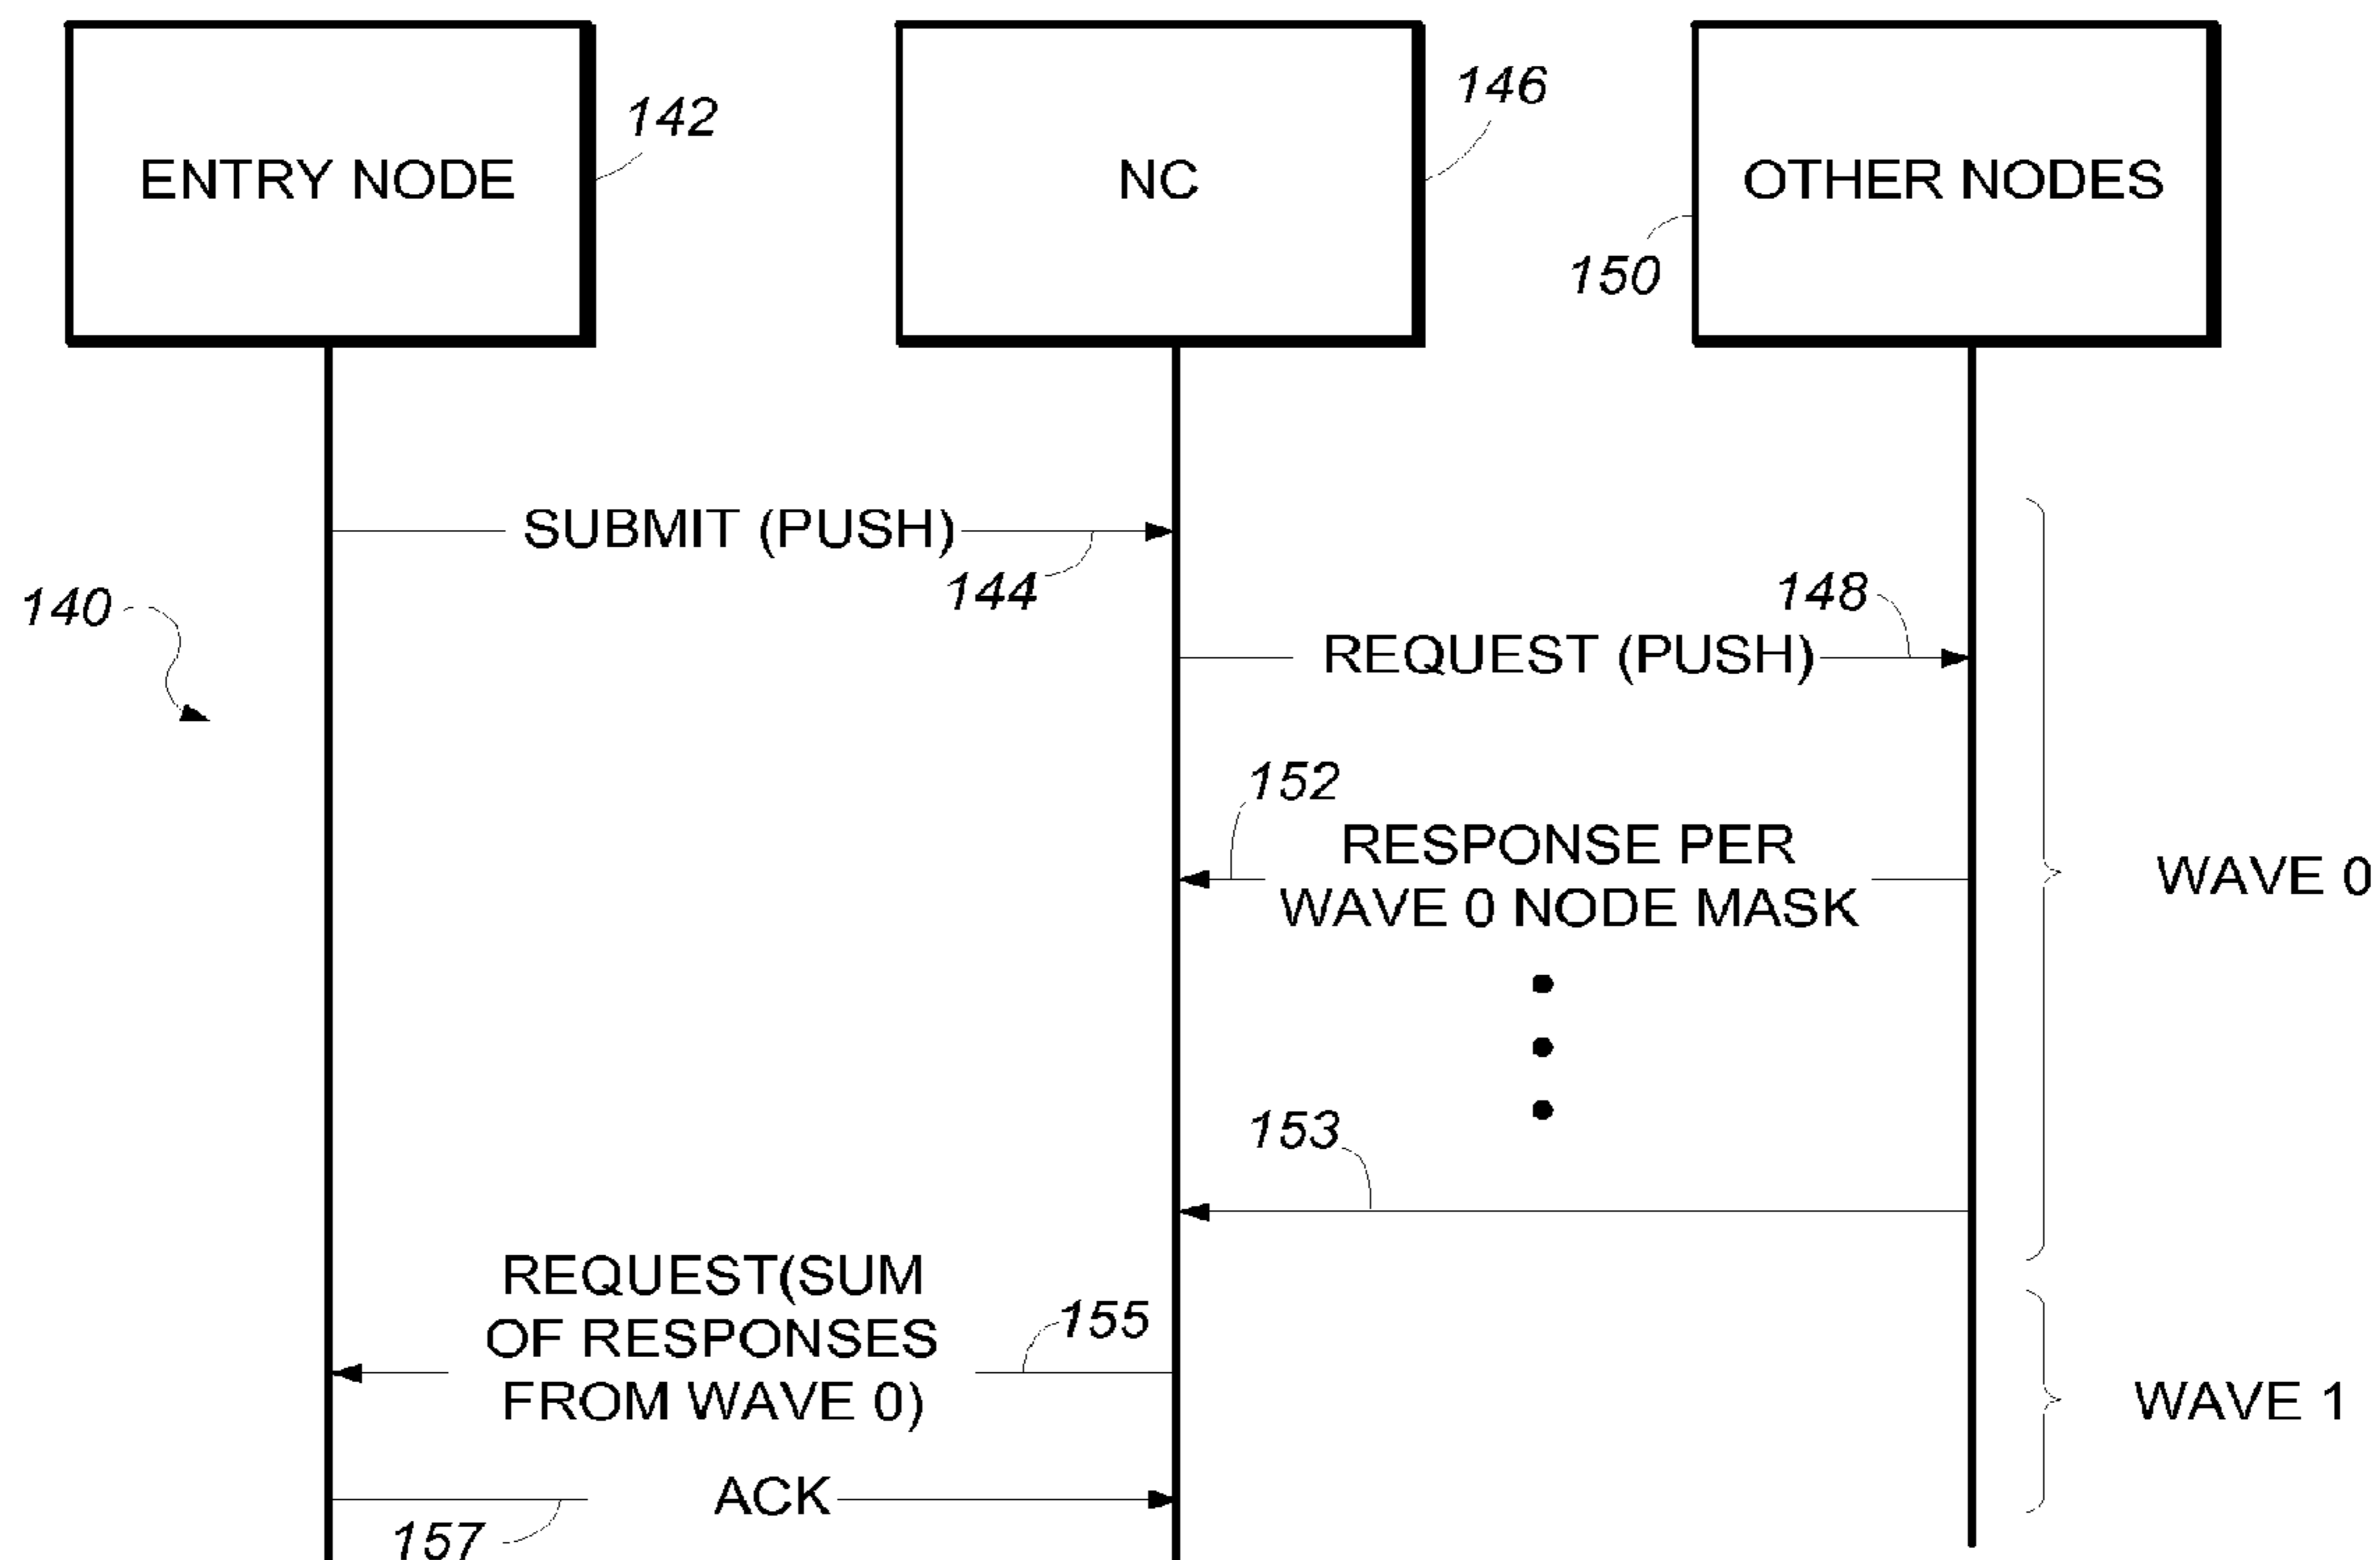 ENTRY NODE
142
NC
146
OTHER NODES
150
SUBMIT (PUSH)
144
140
148
REQUEST (PUSH)
152
RESPONSE PER
WAVE 0 NODE MASK
WAVE 0
153
REQUEST(SUM
OF RESPONSES
FROM WAVE 0)
155
WAVE 1
ACK
157